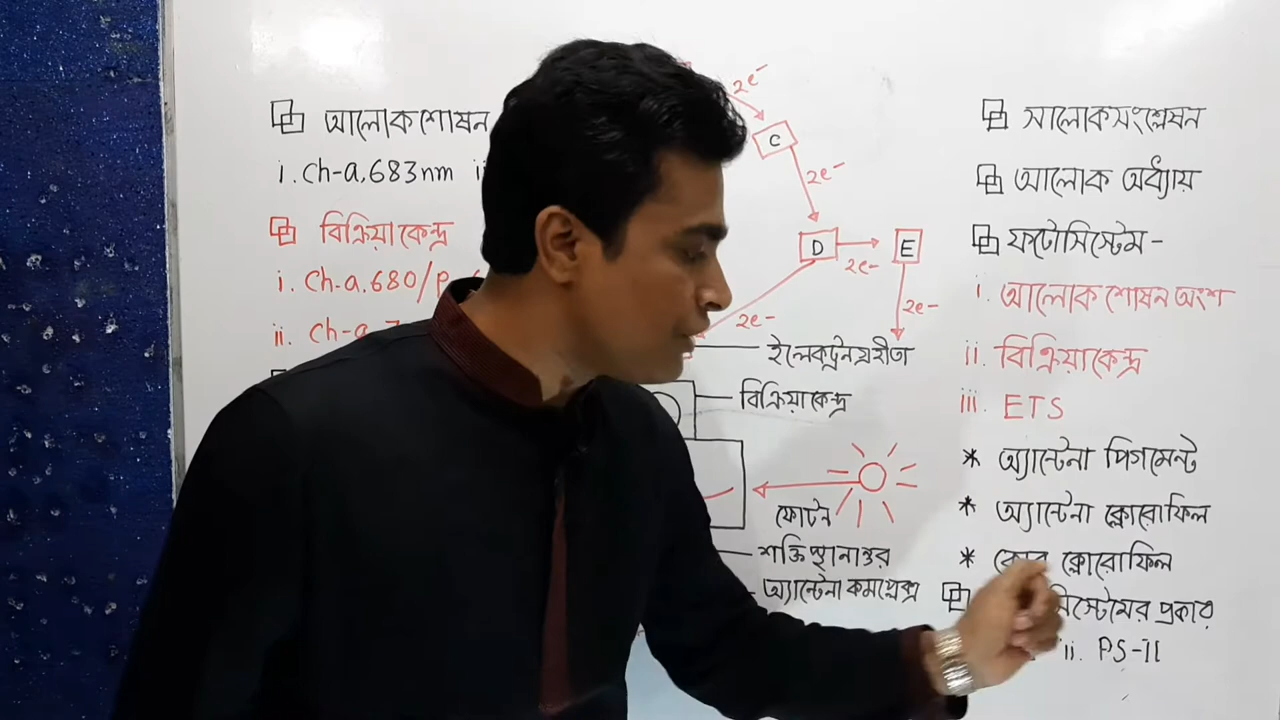 আলোকশোষন
i. Ch-a.683nm
বিক্রিয়াকেন্দ্র
i. Ch-a.680/P
ii. Ch-a.7
2e⁻
C
2e⁻
D
2e⁻
E
2e⁻
2e⁻
ইলেকট্রনগ্রহীতা
বিক্রিয়াকেন্দ্র
ফোটন
শক্তিস্থানান্তর
অ্যান্টেনা কমপ্লেক্স
সালোকসংশ্লেষন
আলোক অধ্যায়
ফটোসিস্টেম-
i. আলোক শোষন অংশ
ii. বিক্রিয়াকেন্দ্র
iii. ETS
* অ্যান্টেনা পিগমেন্ট
* অ্যান্টেনা ক্লোরোফিল
* কোর ক্লোরোফিল
সিস্টেমের প্রকার
ii. PS-II